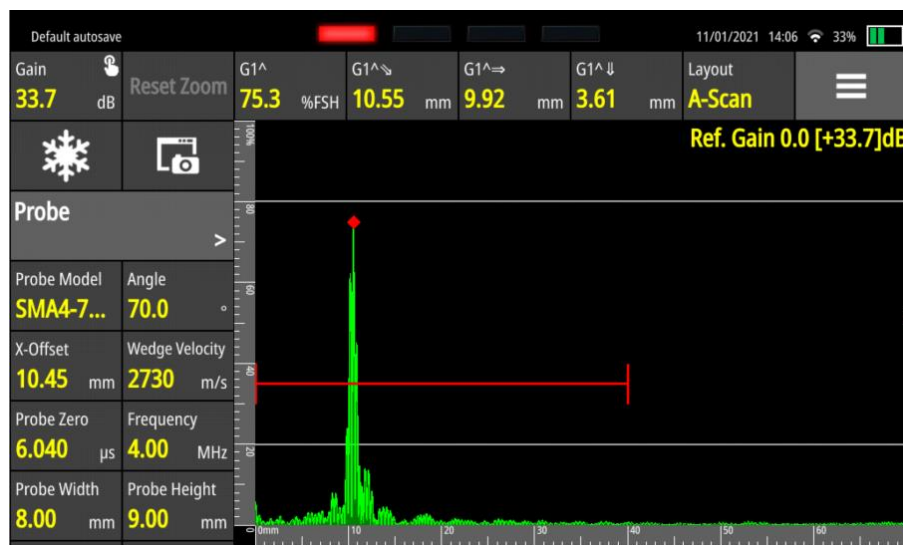 Default autosave
11/01/2021 14:06 33%
Gain
33.7 dB
Reset Zoom
G1^
75.3 %FSH
G1^⇘
10.55 mm
G1^⇒
9.92 mm
G1^⇓
3.61 mm
Layout
A-Scan
Ref. Gain 0.0 [+33.7]dB
Probe
>
Probe Model
SMA4-7...
Angle
70.0 °
X-Offset
10.45 mm
Wedge Velocity
2730 m/s
Probe Zero
6.040 µs
Frequency
4.00 MHz
Probe Width
8.00 mm
Probe Height
9.00 mm
100%
80
60
40
20
0
0mm 10 20 30 40 50 60